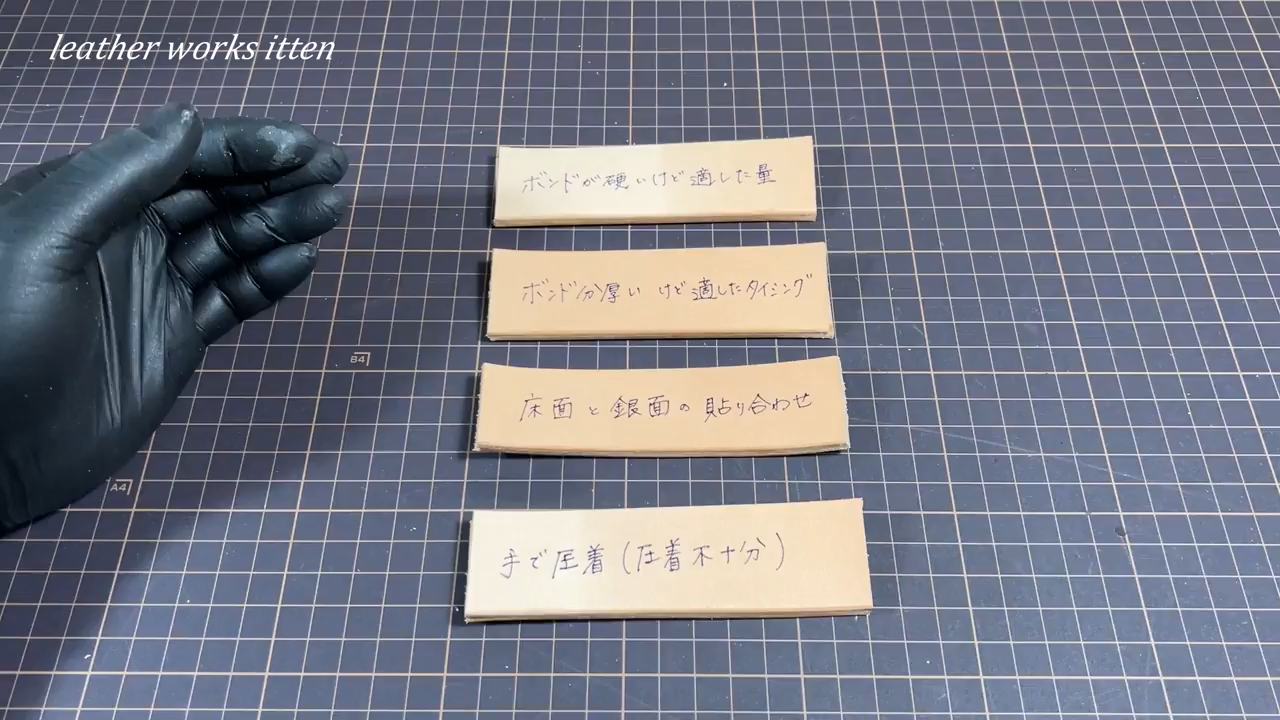 leather works itten
ボンドが硬いけど適した量
ボンド分厚い けど適したタイミング
B4
床面と銀面の貼り合わせ
A4
手で圧着(圧着不十分)